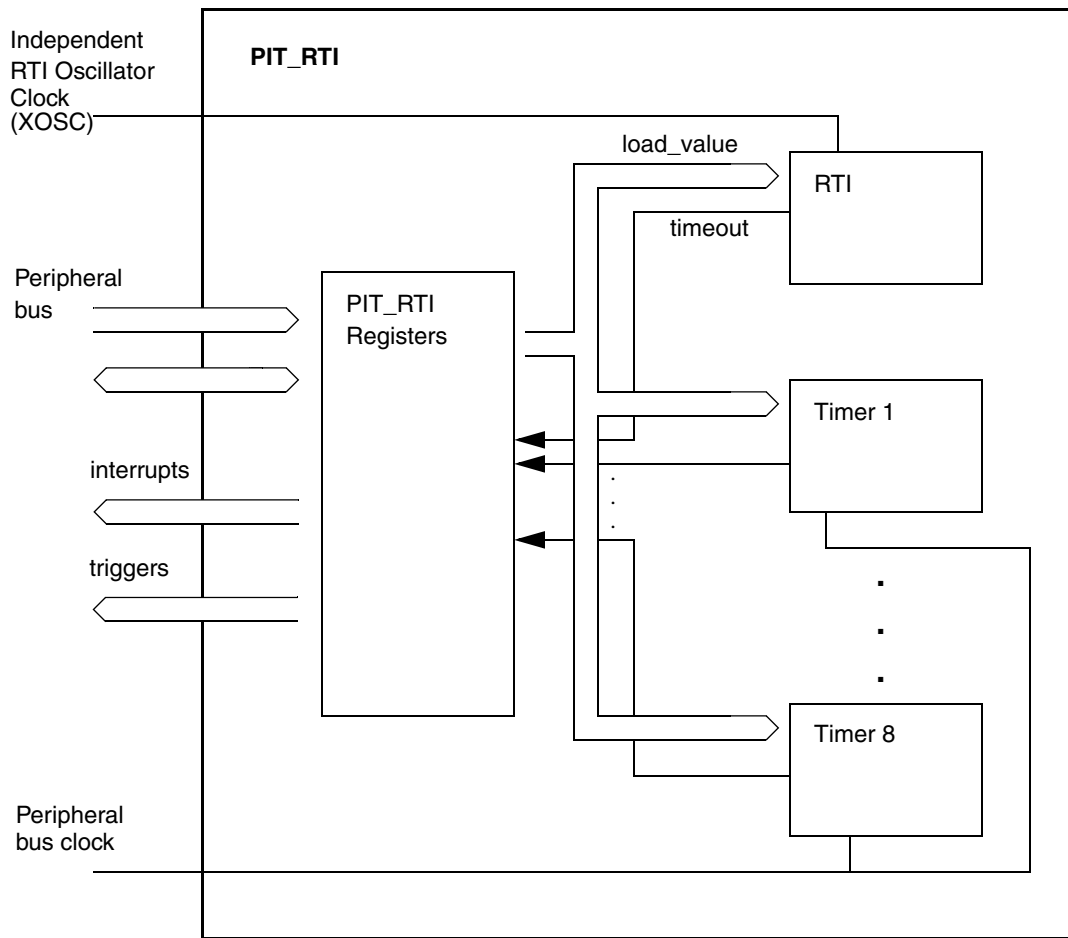 Independent
RTI Oscillator
Clock
(XOSC)
PIT_RTI
load_value
RTI
timeout
Peripheral
bus
PIT_RTI
Registers
Timer 1
interrupts
triggers
Timer 8
Peripheral
bus clock